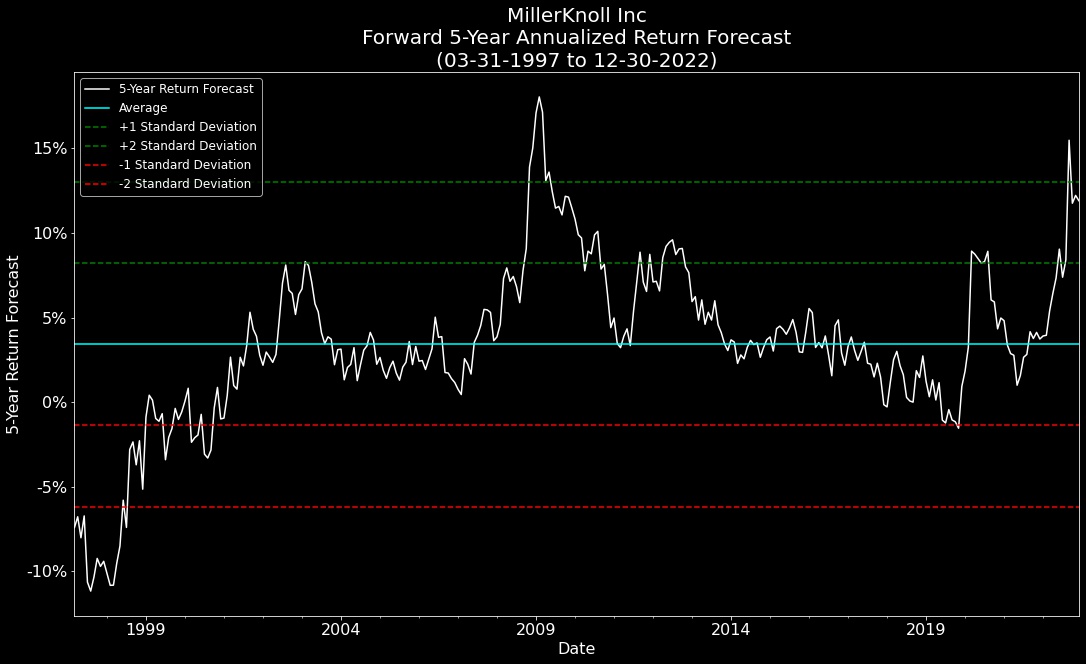 MillerKnoll Inc
Forward 5-Year Annualized Return Forecast
(03-31-1997 to 12-30-2022)
5-Year Return Forecast
Average
+1 Standard Deviation
+2 Standard Deviation
-1 Standard Deviation
-2 Standard Deviation
15%
10%
5%
0%
-5%
-10%
5-Year Return Forecast
1999
2004
2009
2014
2019
Date